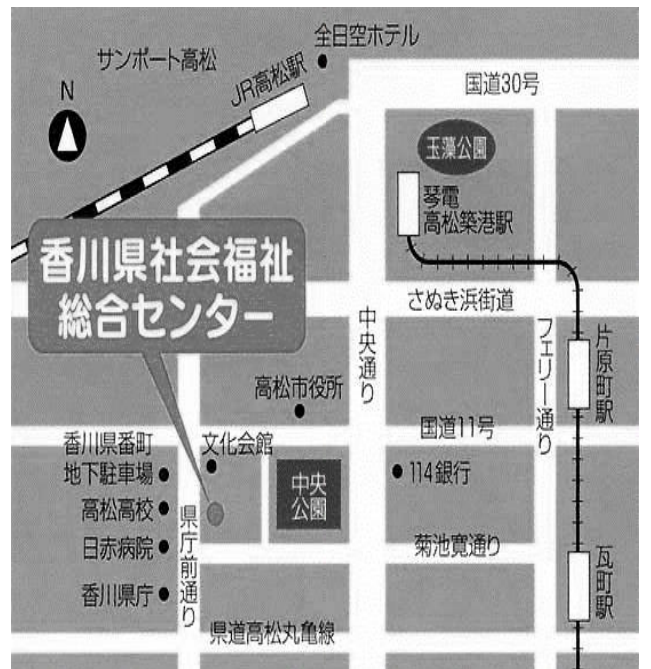 全日空ホテル
サンポート高松
JR高松駅
国道30号
N
玉藻公園
琴電
高松築港駅
香川県社会福祉
総合センター
さぬき浜街道
中央通り
フェリー通り
片原町駅
高松市役所
国道11号
香川県番町
地下駐車場
文化会館
中央
公園
114銀行
高松高校
県庁前通り
日赤病院
菊池寛通り
瓦町駅
香川県庁
県道高松丸亀線